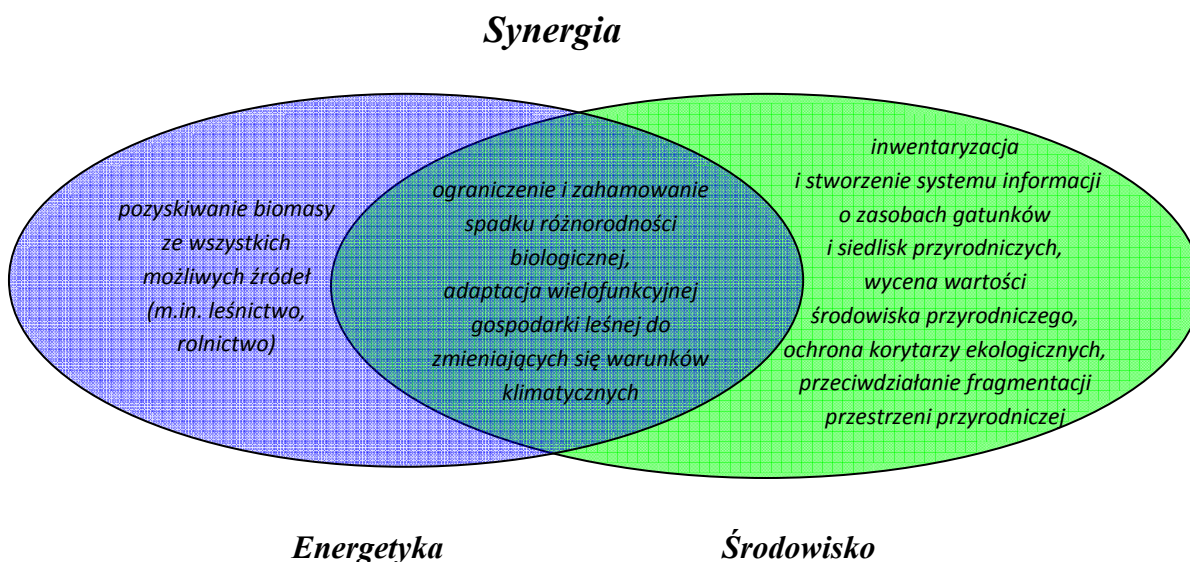 Synergia
pozyskiwanie biomasy
ze wszystkich
możliwych źródeł
(m.in. leśnictwo,
rolnictwo)
ograniczenie i zahamowanie
spadku różnorodności
biologicznej,
adaptacja wielofunkcyjnej
gospodarki leśnej do
zmieniających się warunków
klimatycznych
inwentaryzacja
i stworzenie systemu informacji
o zasobach gatunków
i siedlisk przyrodniczych,
wycena wartości
środowiska przyrodniczego,
ochrona korytarzy ekologicznych,
przeciwdziałanie fragmentacji
przestrzeni przyrodniczej
Energetyka
Środowisko